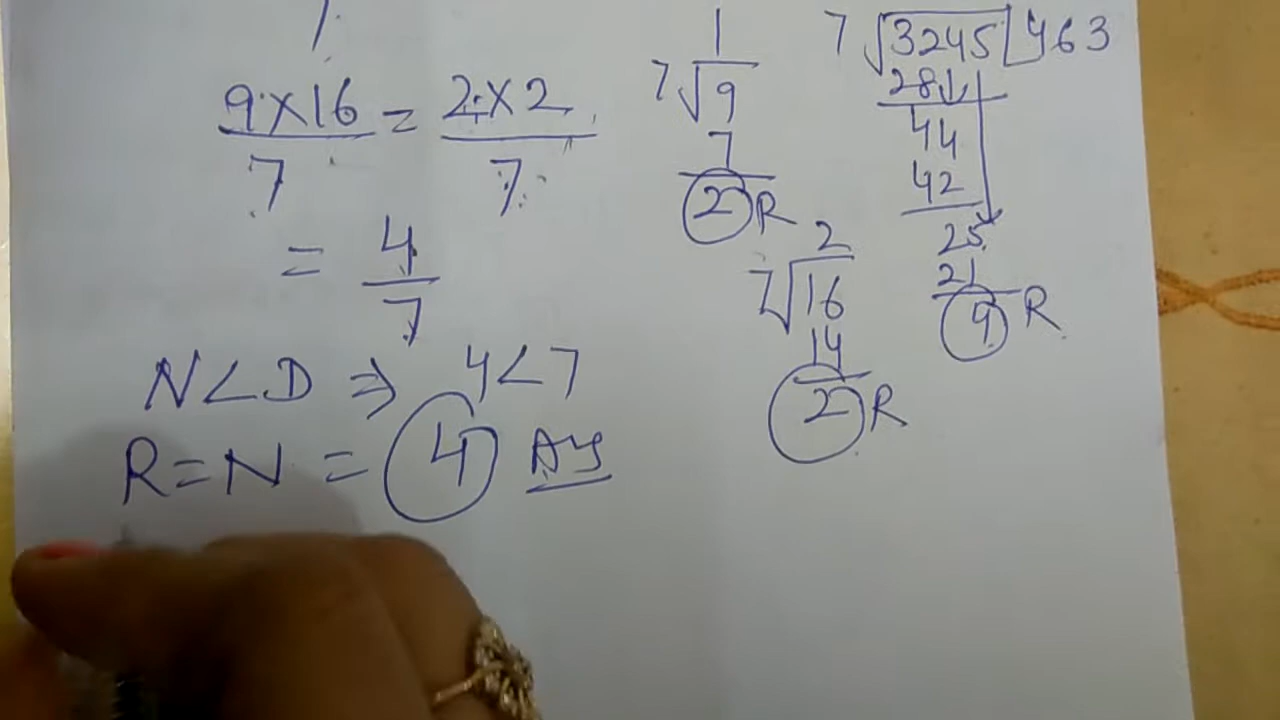 9×16/7 = 2×2/7
= 4/7
N<D ⇒ 4<7
R=N = 4 Ans
1
7√9
7
2 R
2
7√16
14
2 R
7√3245 463
28↓
44
42
25
21
9 R